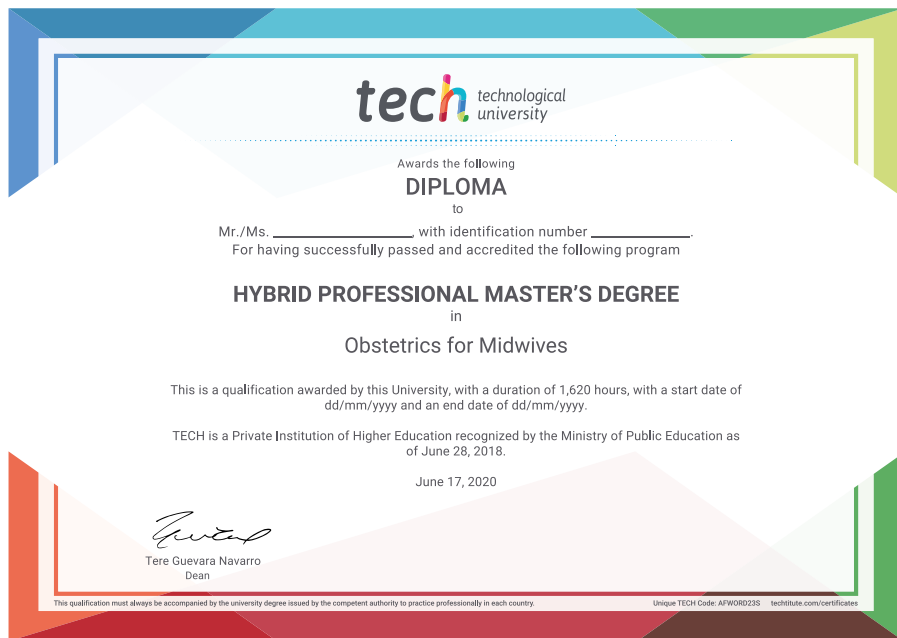 tech technological
university
Awards the following
DIPLOMA
to
Mr./Ms. ________________, with identification number ____________.
For having successfully passed and accredited the following program
HYBRID PROFESSIONAL MASTER'S DEGREE
in
Obstetrics for Midwives
This is a qualification awarded by this University, with a duration of 1,620 hours, with a start date of
dd/mm/yyyy and an end date of dd/mm/yyyy.
TECH is a Private Institution of Higher Education recognized by the Ministry of Public Education as
of June 28, 2018.
June 17, 2020
Tere Guevara Navarro
Dean
This qualification must always be accompanied by the university degree issued by the competent authority to practice professionally in each country.
Unique TECH Code: AFWORD23S techtitute.com/certificates